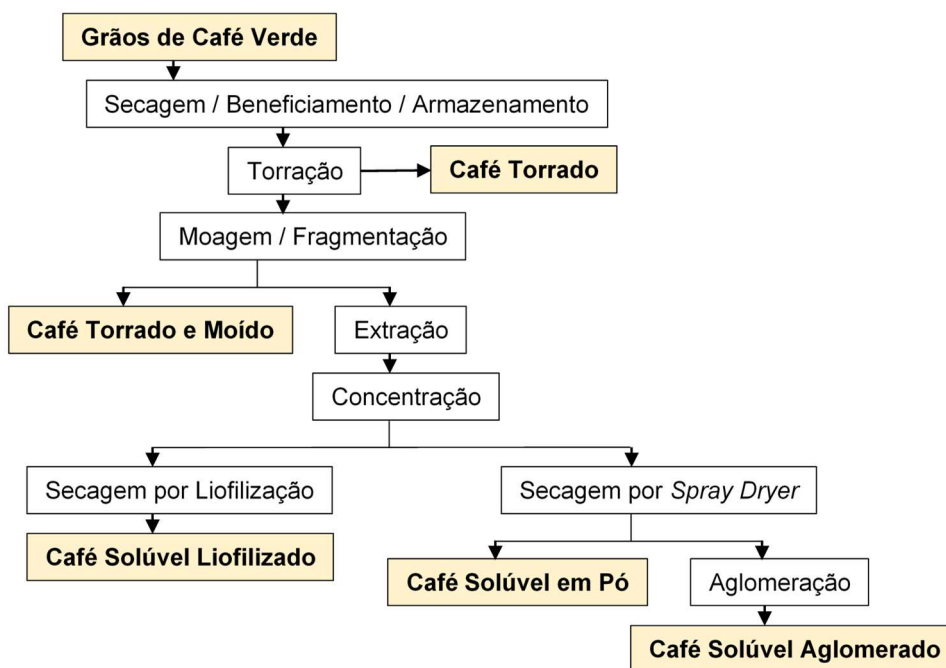 Grãos de Café Verde
Secagem / Beneficiamento / Armazenamento
Torração
Café Torrado
Moagem / Fragmentação
Café Torrado e Moído
Extração
Concentração
Secagem por Liofilização
Secagem por Spray Dryer
Café Solúvel Liofilizado
Café Solúvel em Pó
Aglomeração
Café Solúvel Aglomerado